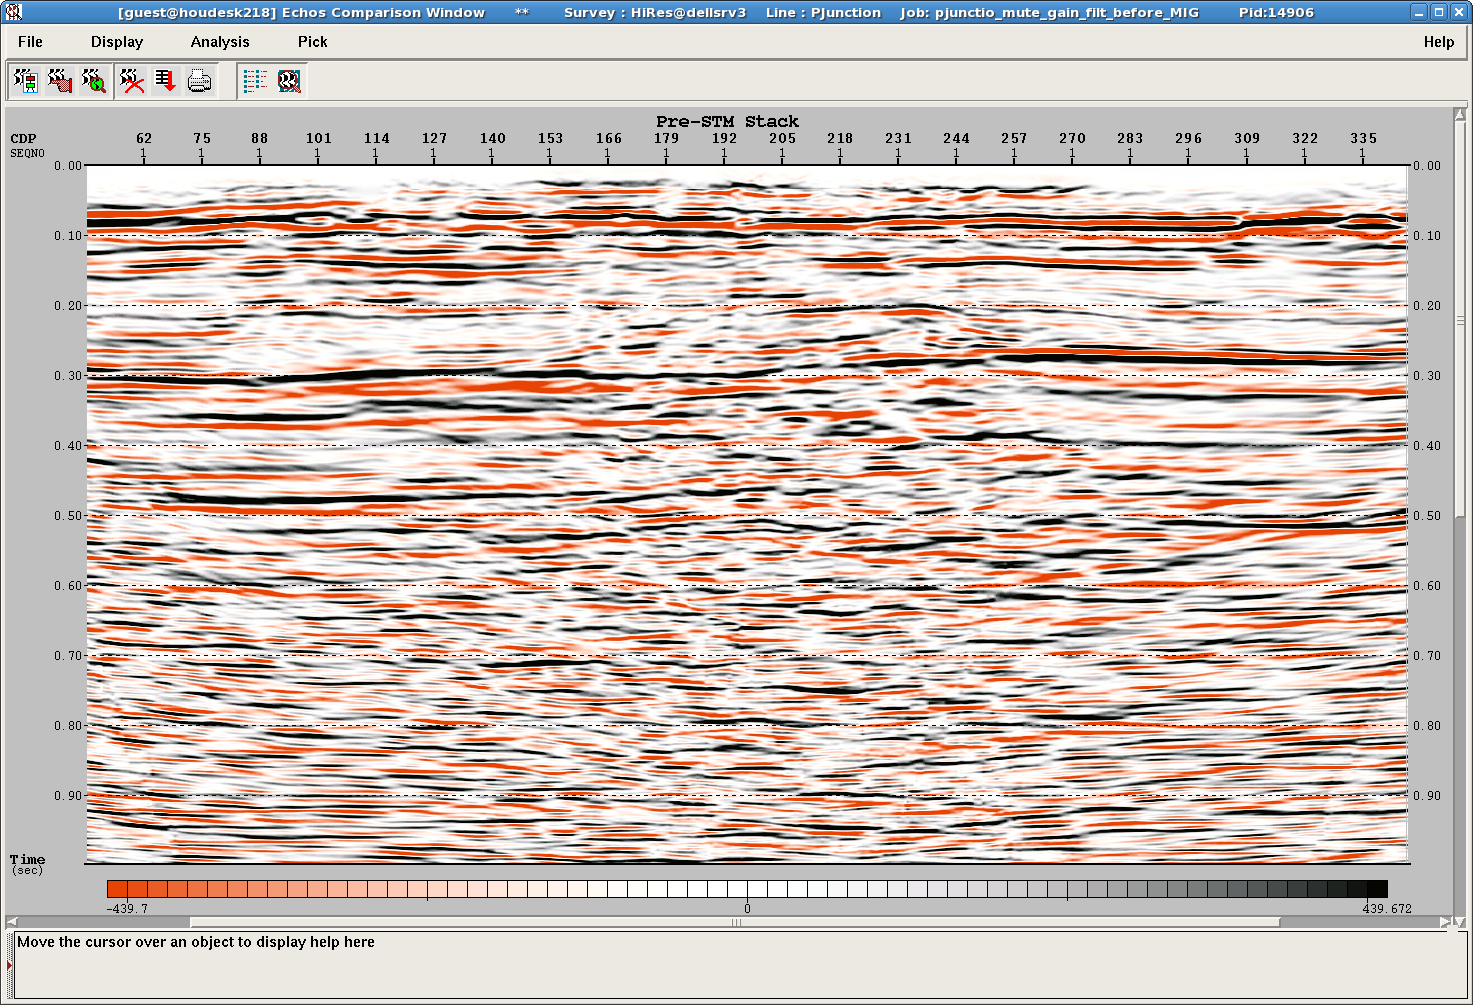 [guest@houdesk218] Echos Comparison Window ** Survey : HiRes@dellsrv3 Line : PJunction Job: pjunctio_mute_gain_filt_before_MIG Pid:14906
File Display Analysis Pick Help
Pre-STM Stack
CDP 62 75 88 101 114 127 140 153 166 179 192 205 218 231 244 257 270 283 296 309 322 335
SEQNO 1 1 1 1 1 1 1 1 1 1 1 1 1 1 1 1 1 1 1 1 1 1
0.00 0.00
0.10 0.10
0.20 0.20
0.30 0.30
0.40 0.40
0.50 0.50
0.60 0.60
0.70 0.70
0.80 0.80
0.90 0.90
Time
(sec)
-439.7 0 439.672
Move the cursor over an object to display help here